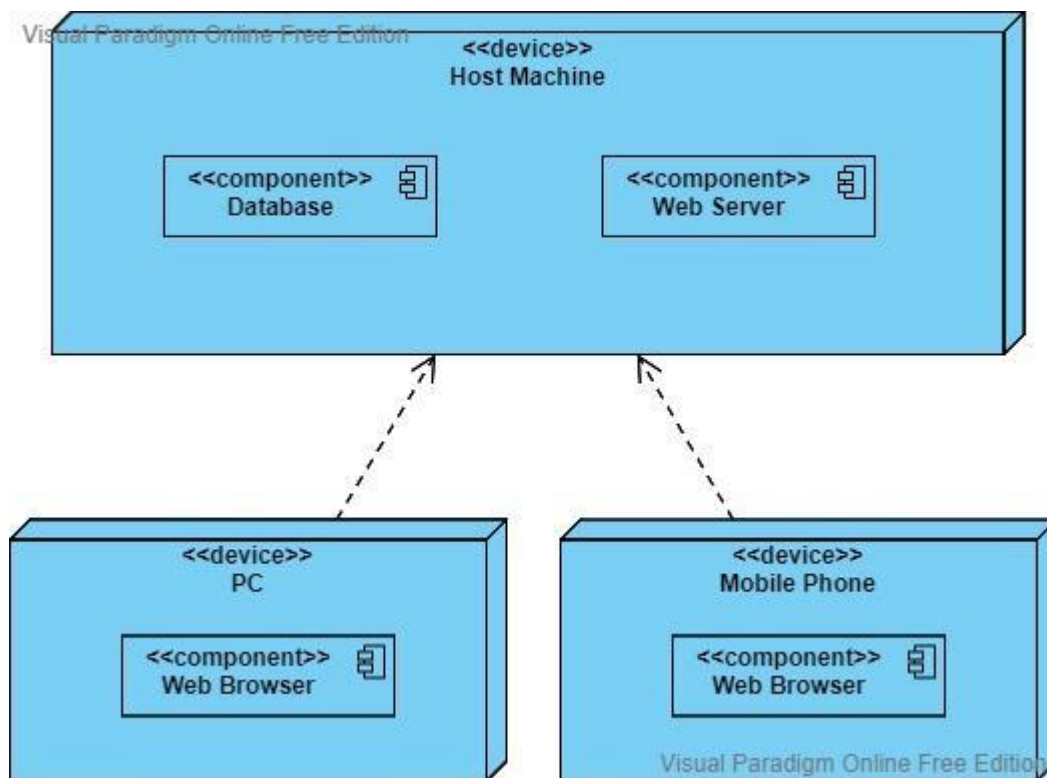 Visual Paradigm Online Free Edition
<<device>>
Host Machine
<<component>>
Database
<<component>>
Web Server
<<device>>
PC
<<component>>
Web Browser
<<device>>
Mobile Phone
<<component>>
Web Browser
Visual Paradigm Online Free Edition